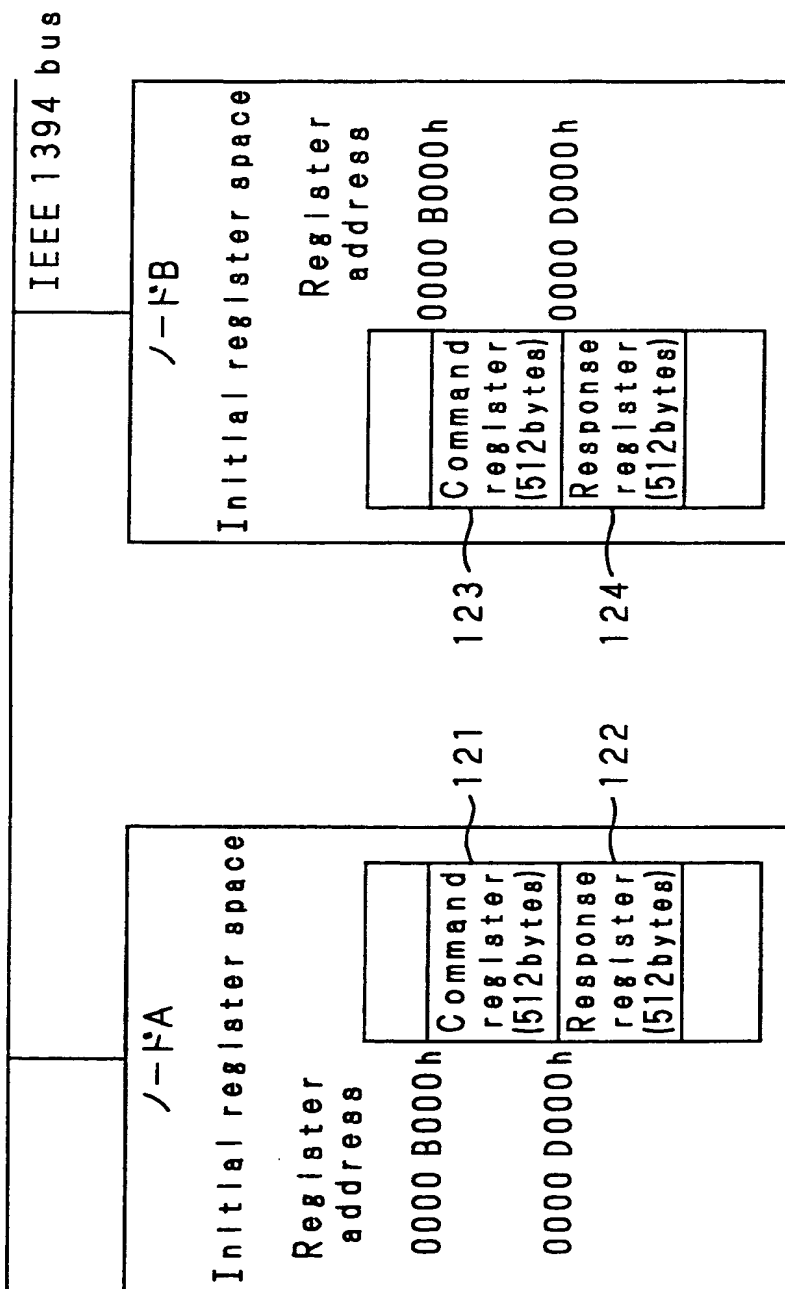 IEEE 1394 bus
ノードA
Initial register space
Register
address
0000 B000h
0000 D000h
Command
register
(512bytes)
Response
register
(512bytes)
121
122
ノードB
Initial register space
Register
address
0000 B000h
0000 D000h
Command
register
(512bytes)
Response
register
(512bytes)
123
124